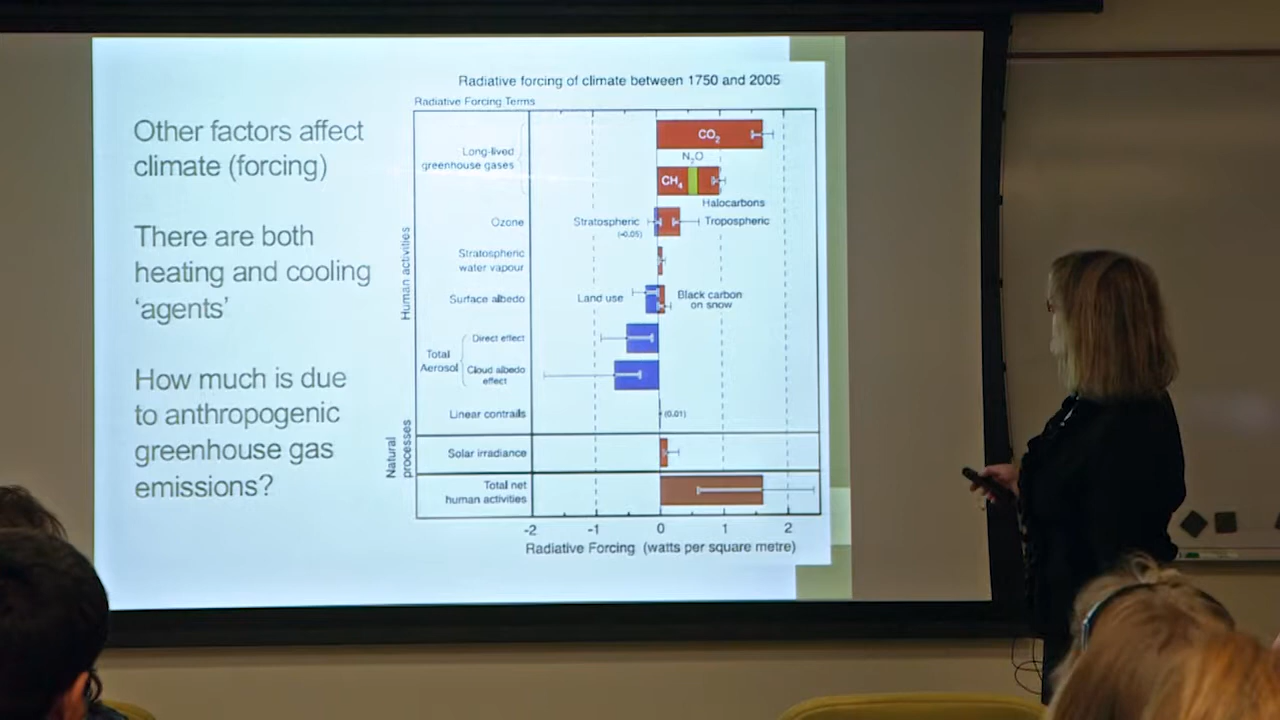 Other factors affect
climate (forcing)
There are both
heating and cooling
‘agents’
How much is due
to anthropogenic
greenhouse gas
emissions?
Radiative forcing of climate between 1750 and 2005
Radiative Forcing Terms
Human activities
Long-lived
greenhouse gases
CO₂
N₂O
CH₄
Halocarbons
Ozone
Stratospheric
(-0.05)
Tropospheric
Stratospheric
water vapour
Surface albedo
Land use
Black carbon
on snow
Total
Aerosol
Direct effect
Cloud albedo
effect
Linear contrails
(0.01)
Natural
processes
Solar irradiance
Total net
human activities
-2 -1 0 1 2
Radiative Forcing (watts per square metre)